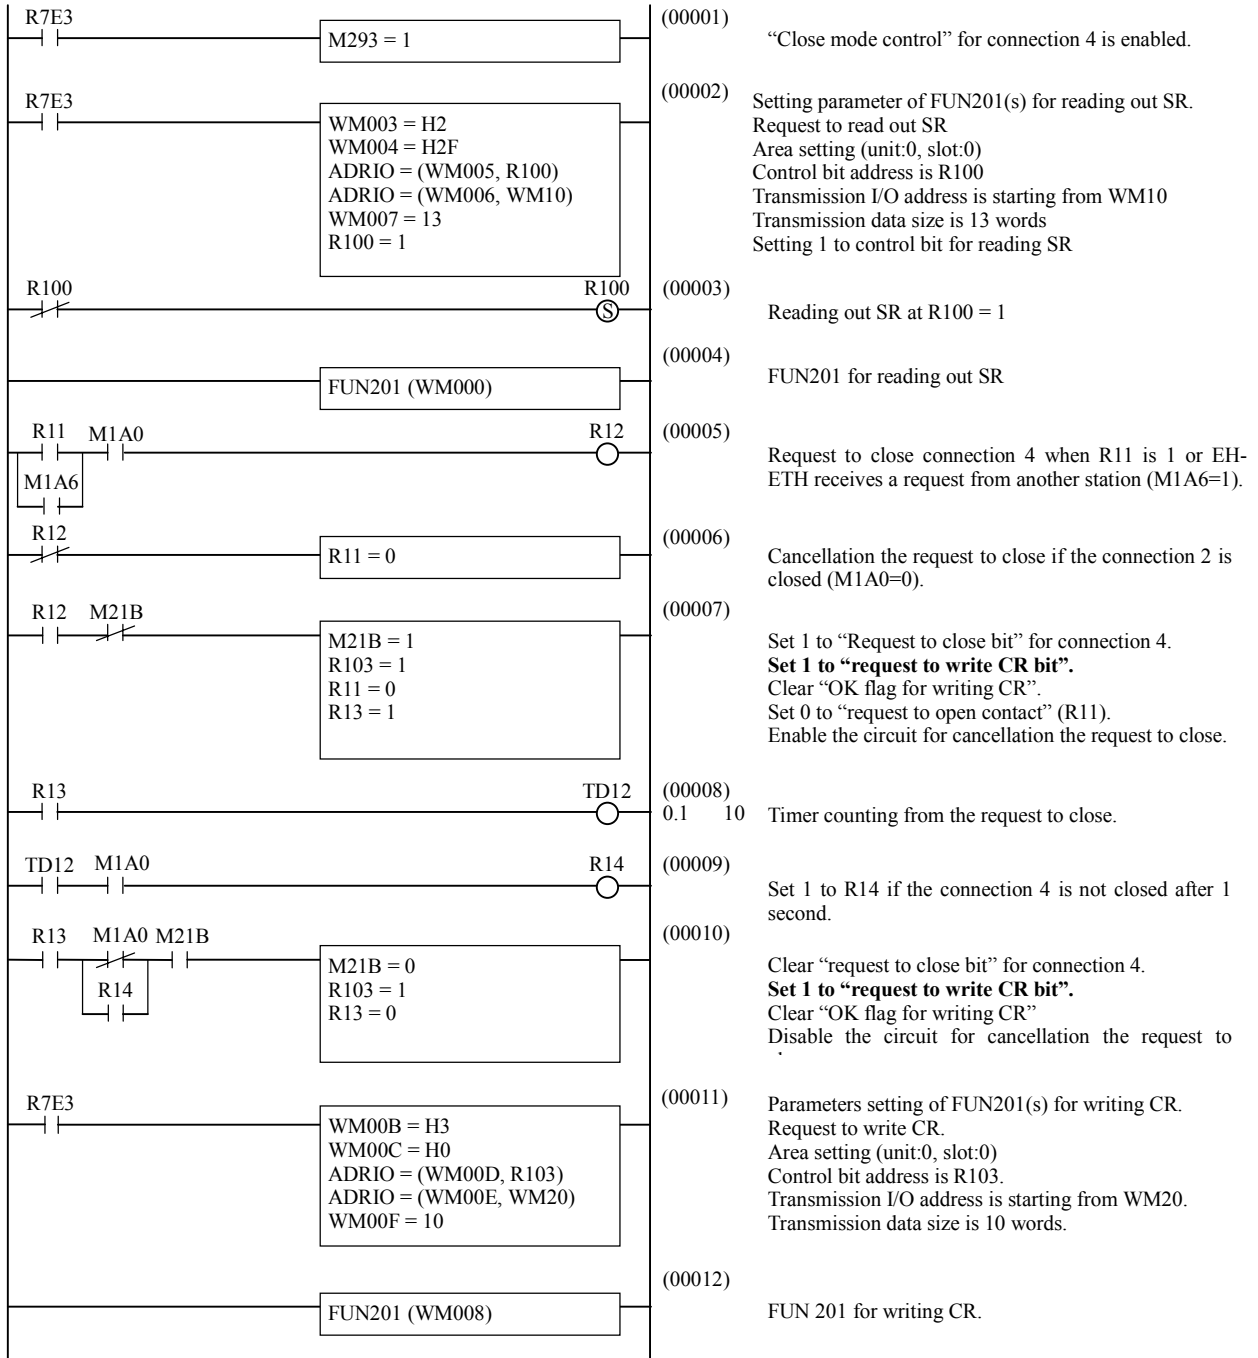 R7E3
(00001)
M293 = 1
“Close mode control” for connection 4 is enabled.
R7E3
(00002)
WM003 = H2
WM004 = H2F
ADRIO = (WM005, R100)
ADRIO = (WM006, WM10)
WM007 = 13
R100 = 1
Setting parameter of FUN201(s) for reading out SR.
Request to read out SR
Area setting (unit:0, slot:0)
Control bit address is R100
Transmission I/O address is starting from WM10
Transmission data size is 13 words
Setting 1 to control bit for reading SR
R100
R100
(00003)
S
Reading out SR at R100 = 1
(00004)
FUN201 (WM000)
FUN201 for reading out SR
R11 M1A0
R12
(00005)
M1A6
Request to close connection 4 when R11 is 1 or EH-
ETH receives a request from another station (M1A6=1).
R12
(00006)
R11 = 0
Cancellation the request to close if the connection 2 is
closed (M1A0=0).
R12 M21B
(00007)
M21B = 1
R103 = 1
R11 = 0
R13 = 1
Set 1 to “Request to close bit” for connection 4.
Set 1 to “request to write CR bit”.
Clear “OK flag for writing CR”.
Set 0 to “request to open contact” (R11).
Enable the circuit for cancellation the request to close.
R13
TD12
(00008)
0.1 10
Timer counting from the request to close.
TD12 M1A0
R14
(00009)
Set 1 to R14 if the connection 4 is not closed after 1
second.
R13 M1A0 M21B
(00010)
R14
M21B = 0
R103 = 1
R13 = 0
Clear “request to close bit” for connection 4.
Set 1 to “request to write CR bit”.
Clear “OK flag for writing CR”
Disable the circuit for cancellation the request to
R7E3
(00011)
WM00B = H3
WM00C = H0
ADRIO = (WM00D, R103)
ADRIO = (WM00E, WM20)
WM00F = 10
Parameters setting of FUN201(s) for writing CR.
Request to write CR.
Area setting (unit:0, slot:0)
Control bit address is R103.
Transmission I/O address is starting from WM20.
Transmission data size is 10 words.
(00012)
FUN201 (WM008)
FUN 201 for writing CR.